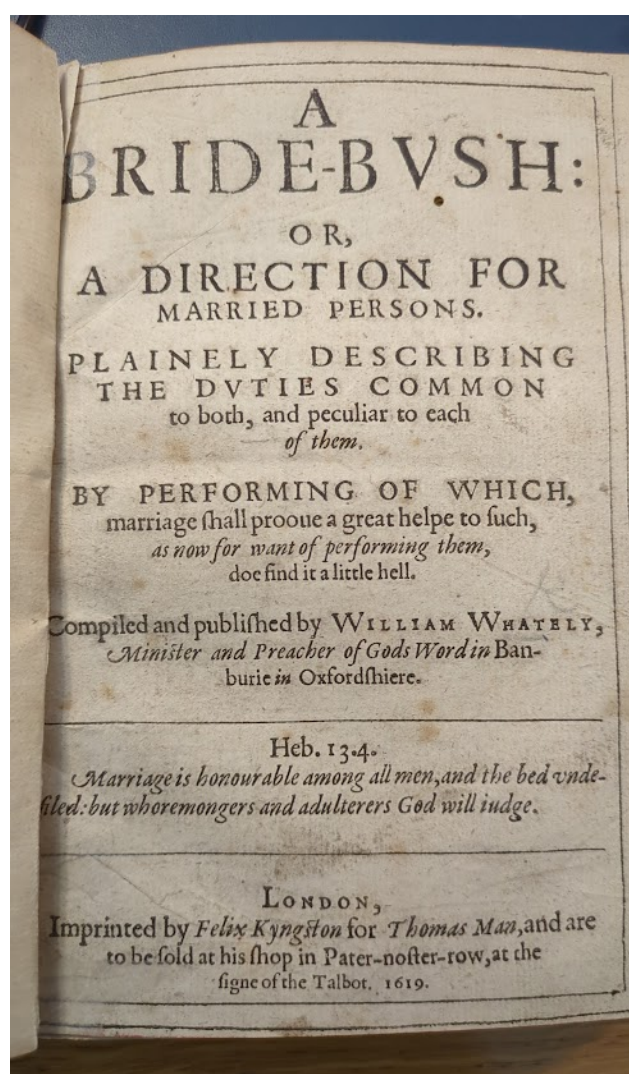 A
BRIDE-BVSH:
OR,
A DIRECTION FOR
MARRIED PERSONS.
PLAINELY DESCRIBING
THE DVTIES COMMON
to both, and peculiar to each
of them.
BY PERFORMING OF WHICH,
marriage ſhall prooue a great helpe to ſuch,
as now for want of performing them,
doe find it a little hell.
Compiled and publiſhed by WILLIAM WHATELY,
Miniſter and Preacher of Gods Word in Ban-
burie in Oxfordſhiere.
Heb. 13.4.
Marriage is honourable among all men, and the bed vnde-
filed: but whoremongers and adulterers God will iudge.
LONDON,
Imprinted by Felix Kyngſton for Thomas Man, and are
to be ſold at his ſhop in Pater-noſter-row, at the
ſigne of the Talbot. 1619.